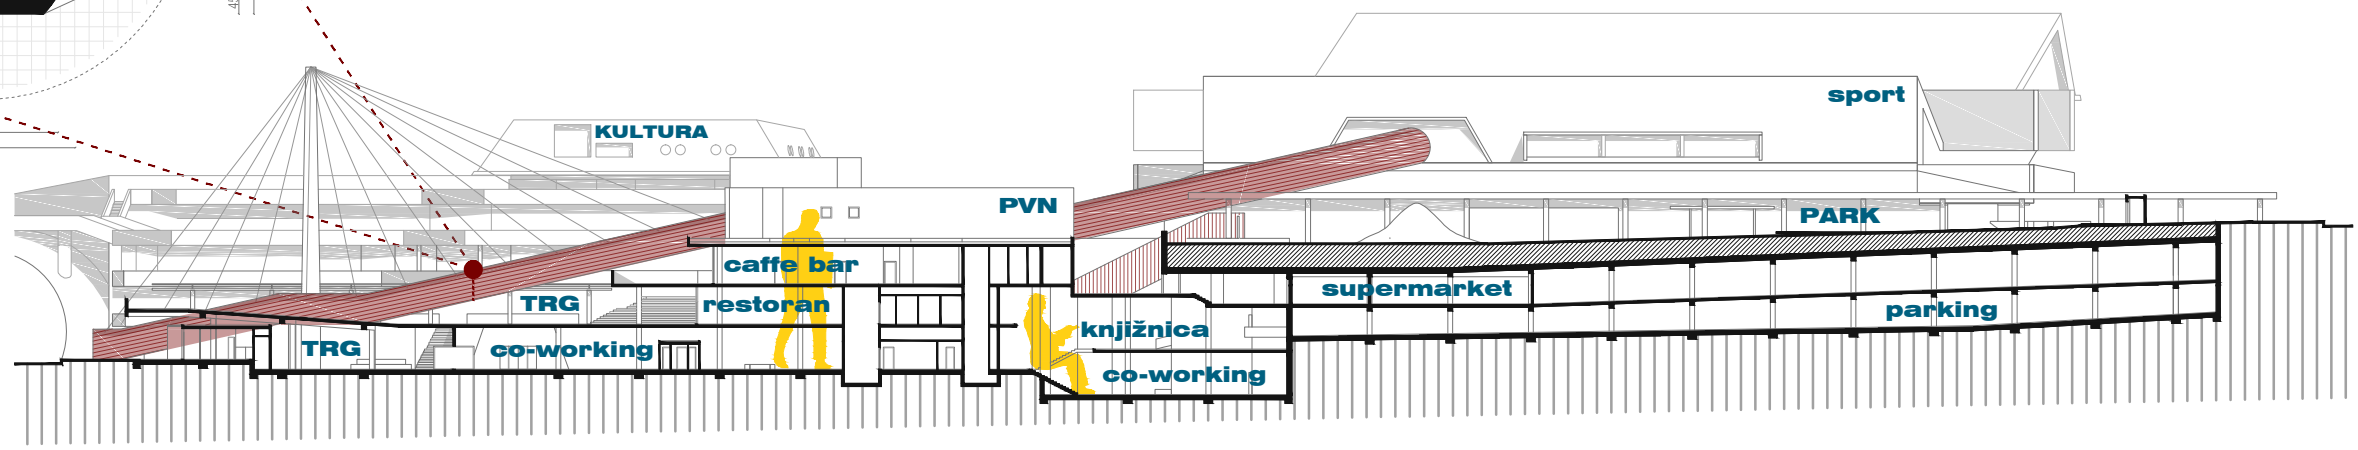 sport
KULTURA
PVN
PARK
caffe bar
supermarket
TRG
restoran
parking
knjižnica
TRG
co-working
co-working